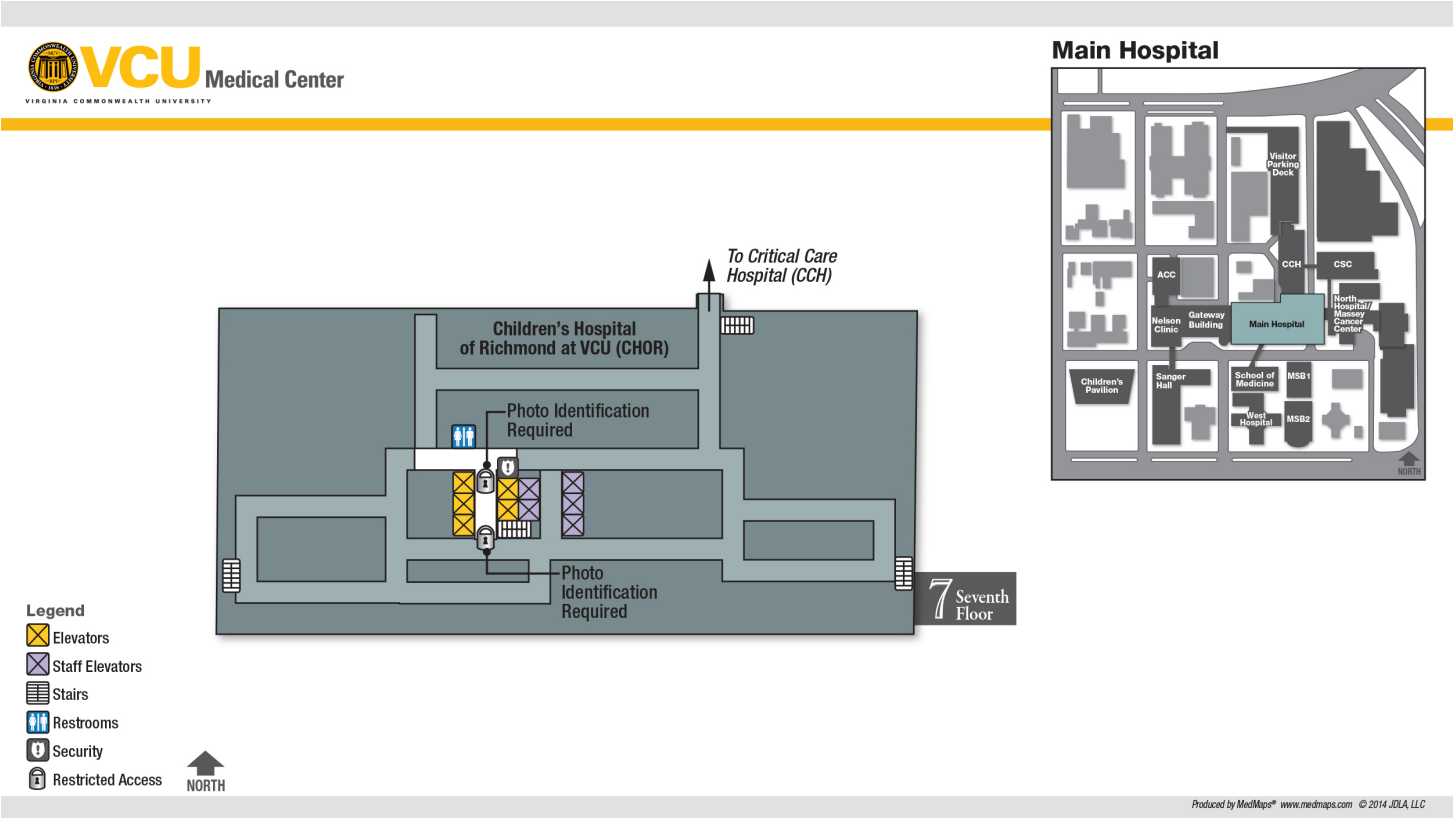 VCU Medical Center
VIRGINIA COMMONWEALTH UNIVERSITY
Main Hospital
Visitor
Parking
Deck
CCH
CSC
ACC
North
Hospital/
Massey
Cancer
Center
Nelson
Clinic
Gateway
Building
Main Hospital
Children's
Pavilion
Sanger
Hall
School of
Medicine
MSB1
West
Hospital
MSB2
NORTH
To Critical Care
Hospital (CCH)
Children's Hospital
of Richmond at VCU (CHOR)
Photo Identification
Required
Photo
Identification
Required
7 Seventh
Floor
Legend
Elevators
Staff Elevators
Stairs
Restrooms
Security
Restricted Access
NORTH
Produced by MedMaps® www.medmaps.com © 2014 JDLA, LLC